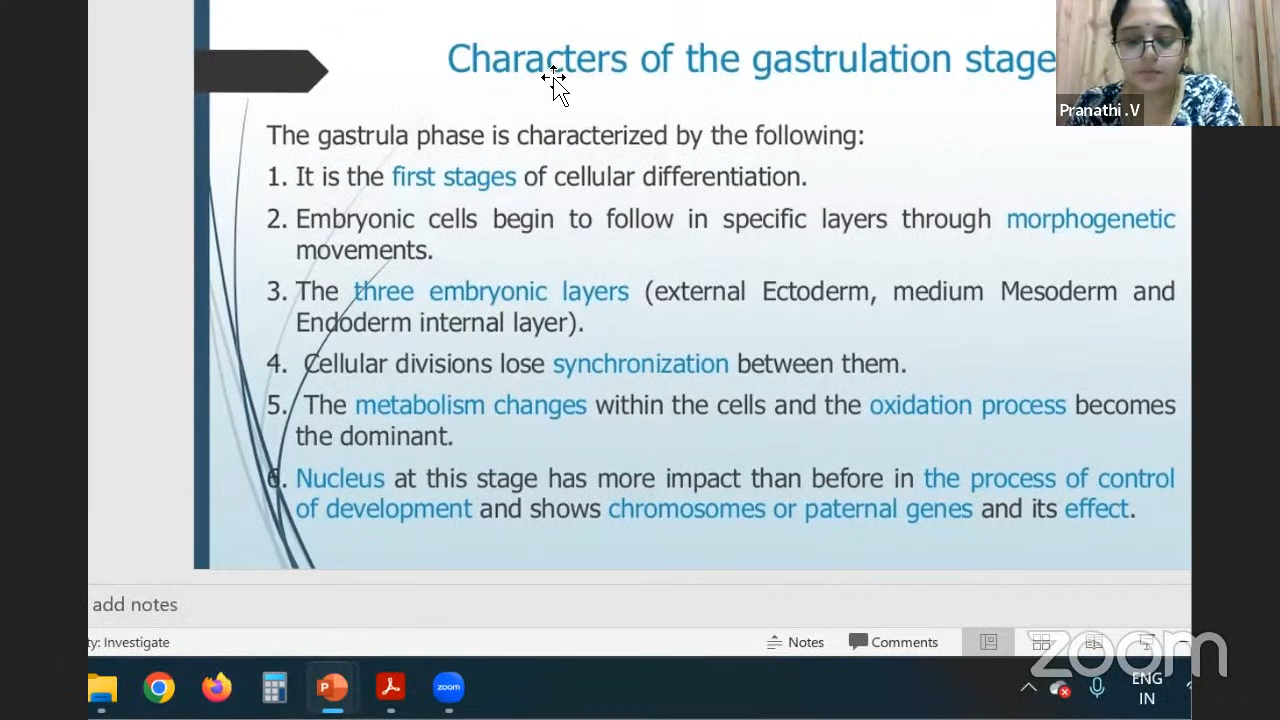 Characters of the gastrulation stage
Pranathi .V
The gastrula phase is characterized by the following:
1. It is the first stages of cellular differentiation.
2. Embryonic cells begin to follow in specific layers through morphogenetic
movements.
3. The three embryonic layers (external Ectoderm, medium Mesoderm and
Endoderm internal layer).
4. Cellular divisions lose synchronization between them.
5. The metabolism changes within the cells and the oxidation process becomes
the dominant.
6. Nucleus at this stage has more impact than before in the process of control
of development and shows chromosomes or paternal genes and its effect.
add notes
ty: Investigate
Notes
Comments
zoom
P
zoom
ENG
IN